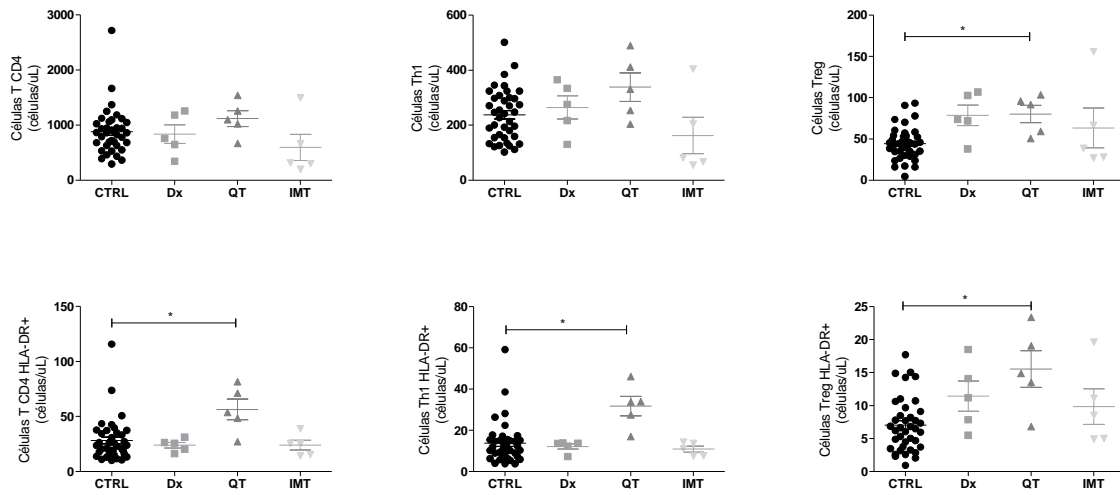 Células T CD4
(células/uL)
3000
2000
1000
0
CTRL Dx QT IMT
Células Th1
(células/uL)
600
400
200
0
CTRL Dx QT IMT
Células Treg
(células/uL)
200
150
100
50
0
*
CTRL Dx QT IMT
Células T CD4 HLA-DR+
(células/uL)
150
100
50
0
*
CTRL Dx QT IMT
Células Th1 HLA-DR+
(células/uL)
80
60
40
20
0
*
CTRL Dx QT IMT
Células Treg HLA-DR+
(células/uL)
25
20
15
10
5
0
*
CTRL Dx QT IMT